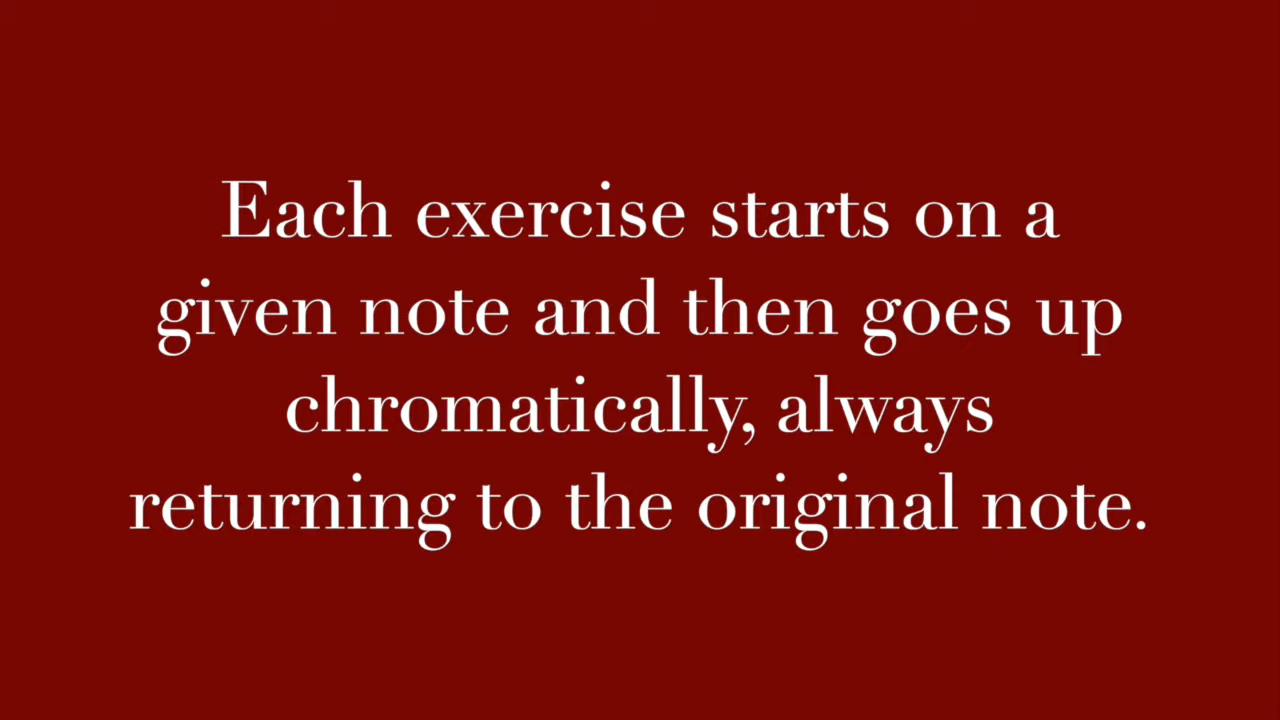 Each exercise starts on a
given note and then goes up
chromatically, always
returning to the original note.